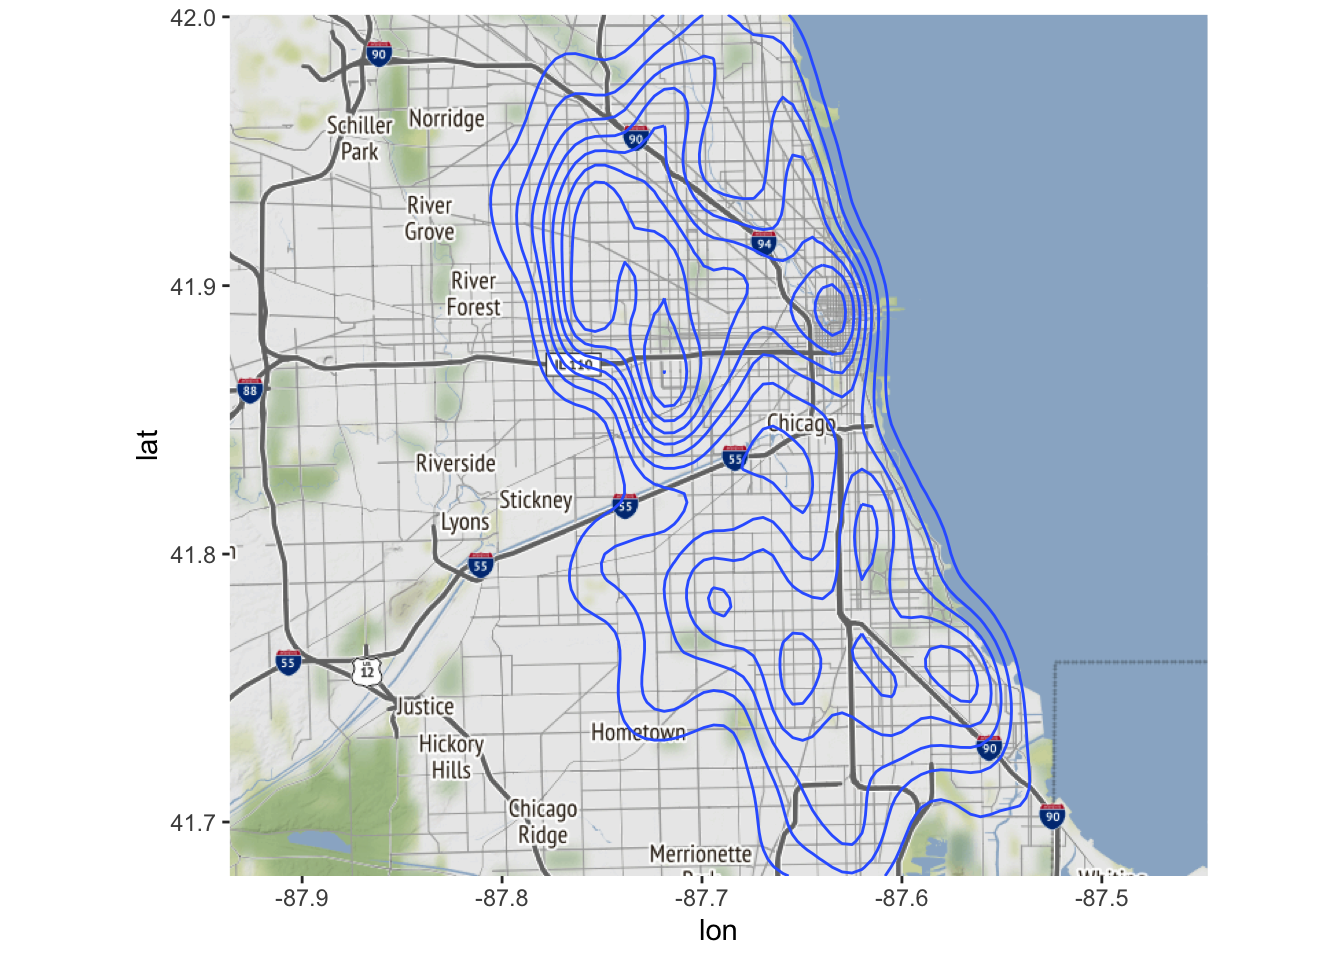 42.0
90
Schiller
Park
Norridge
90
River
Grove
94
41.9
River
Forest
IL 110
88
Chicago
lat
Riverside
55
Stickney
55
Lyons
41.8
55
55
US
12
Justice
Hometown
Hickory
Hills
90
Chicago
Ridge
90
41.7
Merrionette
-87.9
-87.8
-87.7
-87.6
-87.5
lon